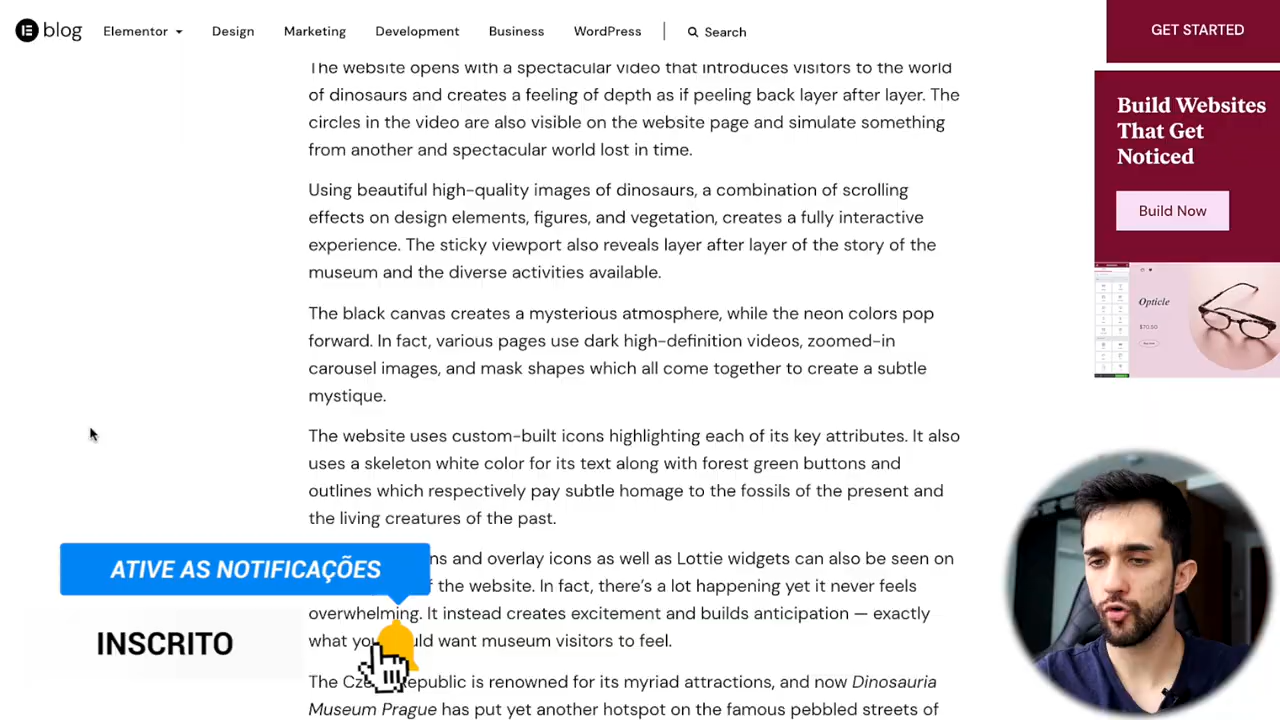 blog Elementor Design Marketing Development Business WordPress Search
GET STARTED
The website opens with a spectacular video that introduces visitors to the world
of dinosaurs and creates a feeling of depth as if peeling back layer after layer. The
circles in the video are also visible on the website page and simulate something
from another and spectacular world lost in time.
Using beautiful high-quality images of dinosaurs, a combination of scrolling
effects on design elements, figures, and vegetation, creates a fully interactive
experience. The sticky viewport also reveals layer after layer of the story of the
museum and the diverse activities available.
The black canvas creates a mysterious atmosphere, while the neon colors pop
forward. In fact, various pages use dark high-definition videos, zoomed-in
carousel images, and mask shapes which all come together to create a subtle
mystique.
The website uses custom-built icons highlighting each of its key attributes. It also
uses a skeleton white color for its text along with forest green buttons and
outlines which respectively pay subtle homage to the fossils of the present and
the living creatures of the past.
and overlay icons as well as Lottie widgets can also be seen on
the website. In fact, there's a lot happening yet it never feels
overwhelming. It instead creates excitement and builds anticipation — exactly
what want museum visitors to feel.
The Republic is renowned for its myriad attractions, and now Dinosauria
Museum Prague has put yet another hotspot on the famous pebbled streets of
Build Websites
That Get
Noticed
Build Now
Opticle
$70.50
ATIVE AS NOTIFICAÇÕES
INSCRITO